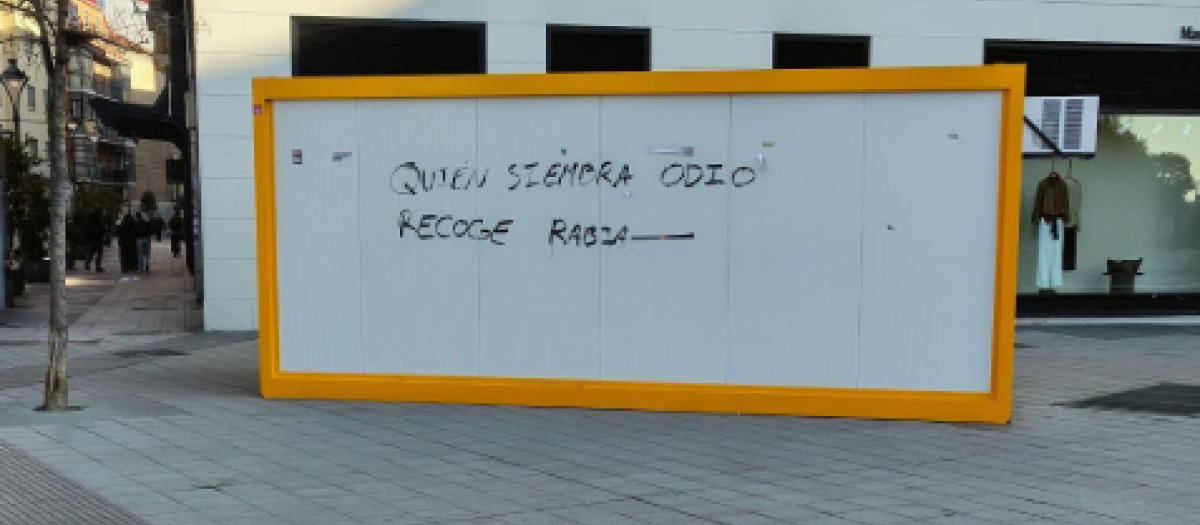 QUIÉN SIEMBRA ODIO
RECOGE RABIA